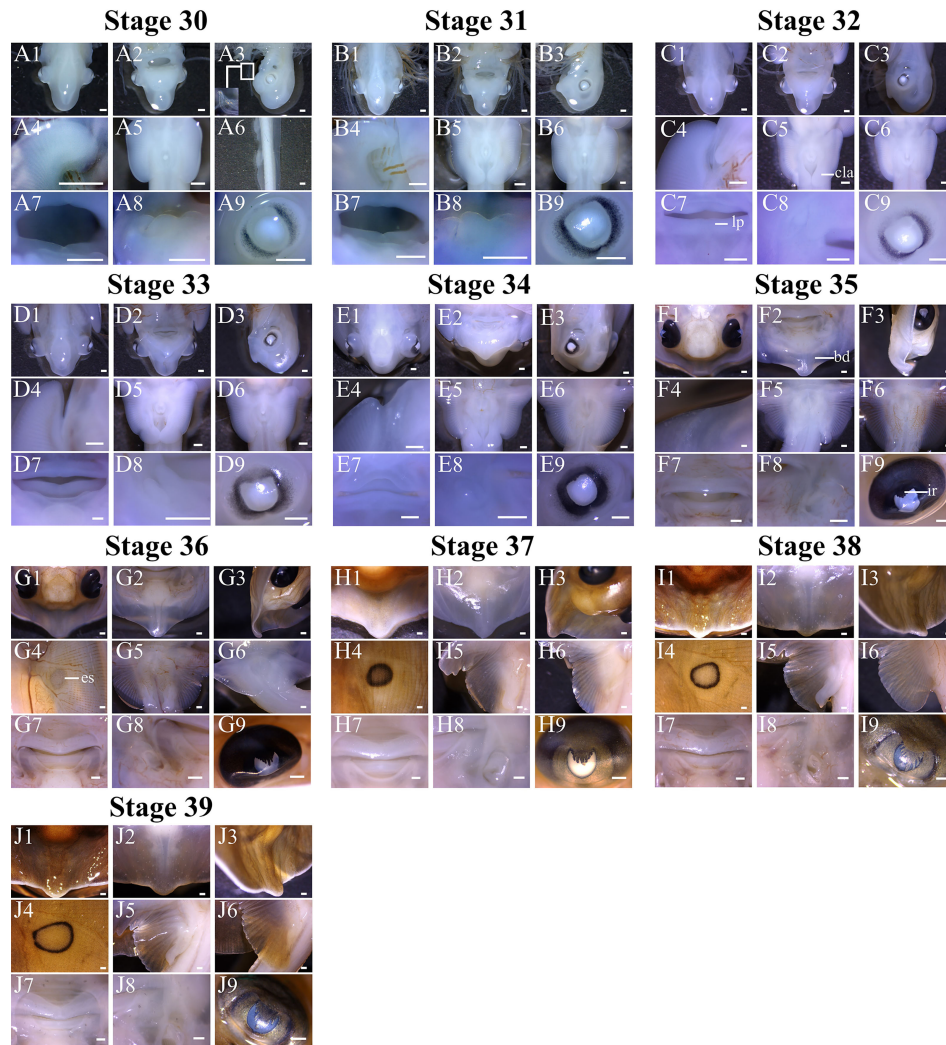 Stage 30 Stage 31 Stage 32
A1 A2 A3 B1 B2 B3 C1 C2 C3
A4 A5 A6 B4 B5 B6 C4 C5 C6
cla
A7 A8 A9 B7 B8 B9 C7 C8 C9
lp
Stage 33 Stage 34 Stage 35
D1 D2 D3 E1 E2 E3 F1 F2 F3
bd
D4 D5 D6 E4 E5 E6 F4 F5 F6
D7 D8 D9 E7 E8 E9 F7 F8 F9
ir
Stage 36 Stage 37 Stage 38
G1 G2 G3 H1 H2 H3 I1 I2 I3
G4 G5 G6 H4 H5 H6 I4 I5 I6
es
G7 G8 G9 H7 H8 H9 I7 I8 I9
Stage 39
J1 J2 J3
J4 J5 J6
J7 J8 J9